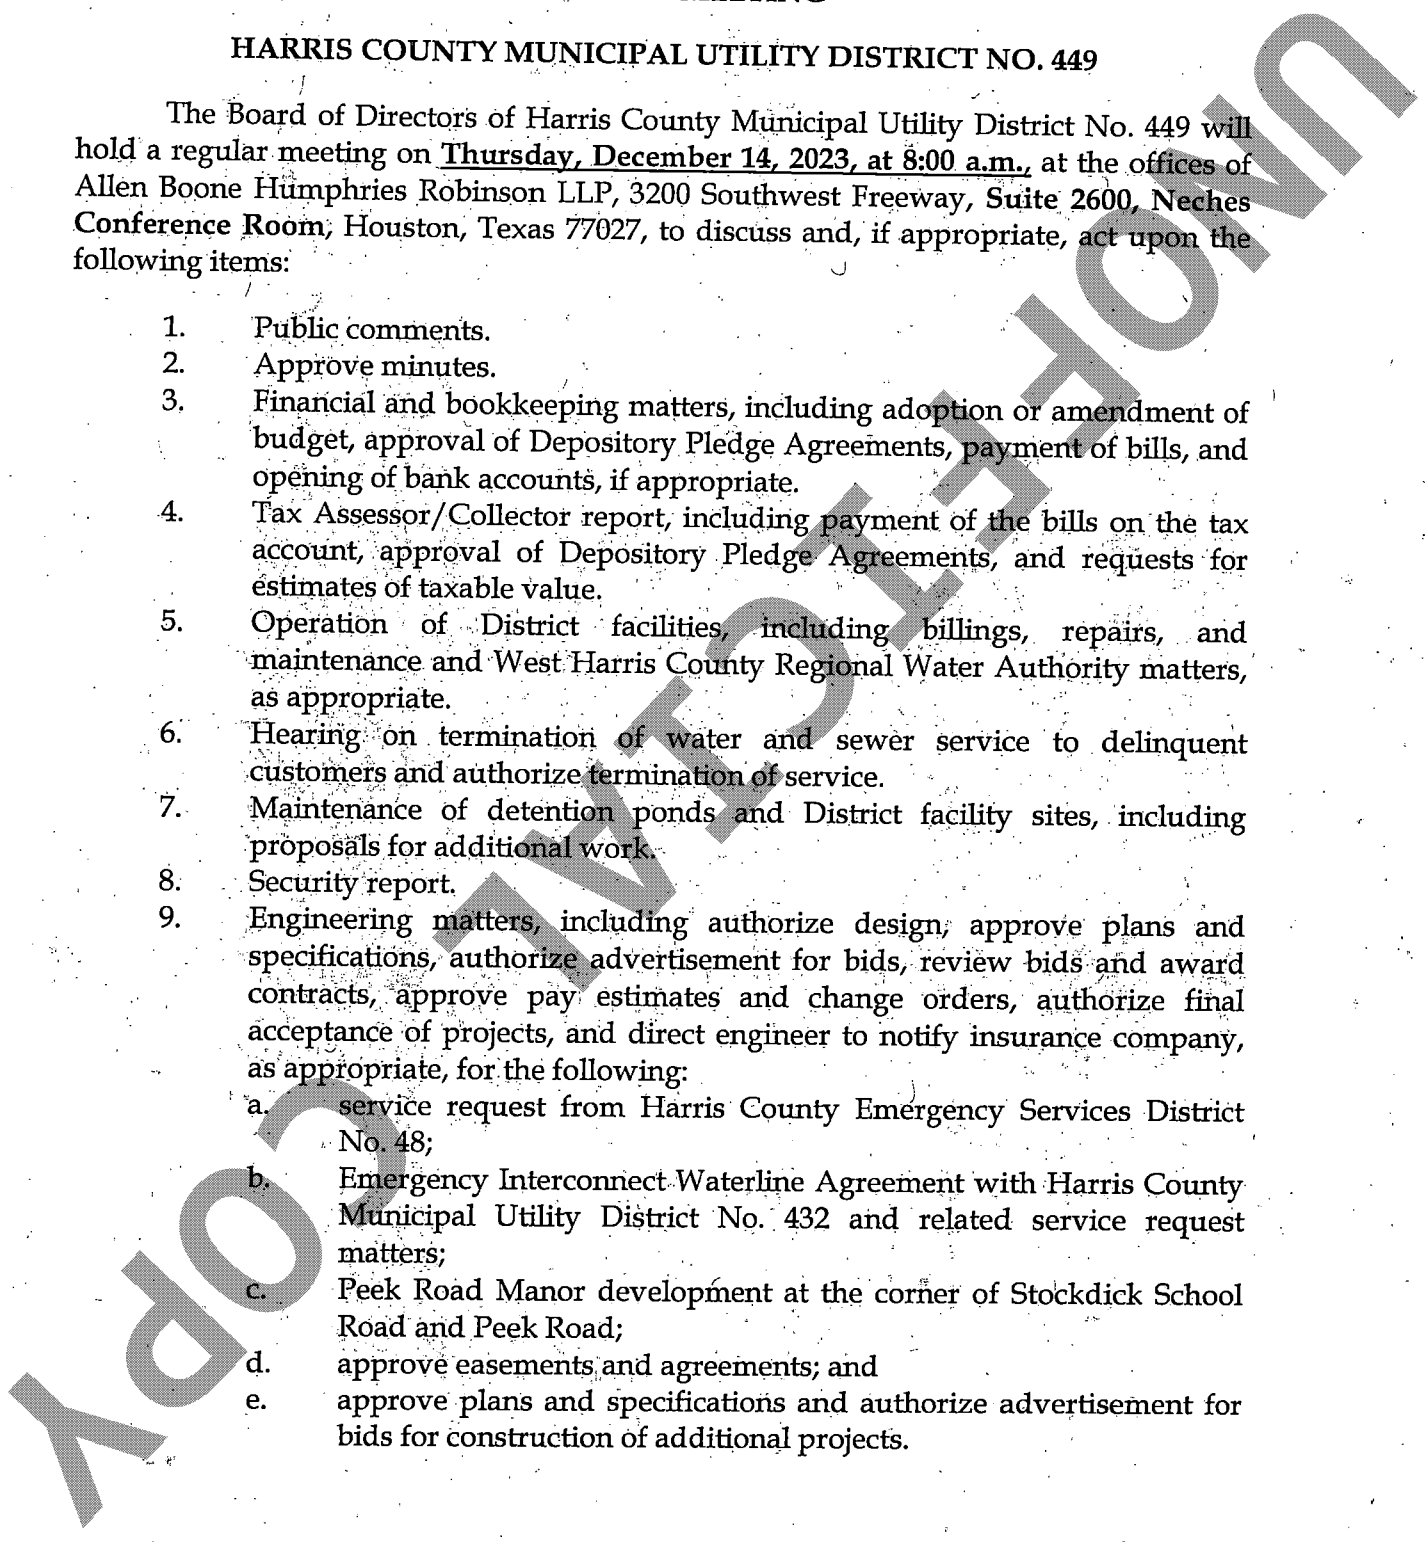 MEETING
HARRIS COUNTY MUNICIPAL UTILITY DISTRICT NO. 449
The Board of Directors of Harris County Municipal Utility District No. 449 will
hold a regular meeting on Thursday, December 14, 2023, at 8:00 a.m., at the offices of
Allen Boone Humphries Robinson LLP, 3200 Southwest Freeway, Suite 2600, Neches
Conference Room, Houston, Texas 77027, to discuss and, if appropriate, act upon the
following items:
1. Public comments.
2. Approve minutes.
3. Financial and bookkeeping matters, including adoption or amendment of
budget, approval of Depository Pledge Agreements, payment of bills, and
opening of bank accounts, if appropriate.
4. Tax Assessor/Collector report, including payment of the bills on the tax
account, approval of Depository Pledge Agreements, and requests for
estimates of taxable value.
5. Operation of District facilities, including billings, repairs, and
maintenance and West Harris County Regional Water Authority matters,
as appropriate.
6. Hearing on termination of water and sewer service to delinquent
customers and authorize termination of service.
7. Maintenance of detention ponds and District facility sites, including
proposals for additional work.
8. Security report.
9. Engineering matters, including authorize design, approve plans and
specifications, authorize advertisement for bids, review bids and award
contracts, approve pay estimates and change orders, authorize final
acceptance of projects, and direct engineer to notify insurance company,
as appropriate, for the following:
a. service request from Harris County Emergency Services District
No. 48;
b. Emergency Interconnect Waterline Agreement with Harris County
Municipal Utility District No. 432 and related service request
matters;
c. Peek Road Manor development at the corner of Stockdick School
Road and Peek Road;
d. approve easements and agreements; and
e. approve plans and specifications and authorize advertisement for
bids for construction of additional projects.
UNOFFICIAL COPY